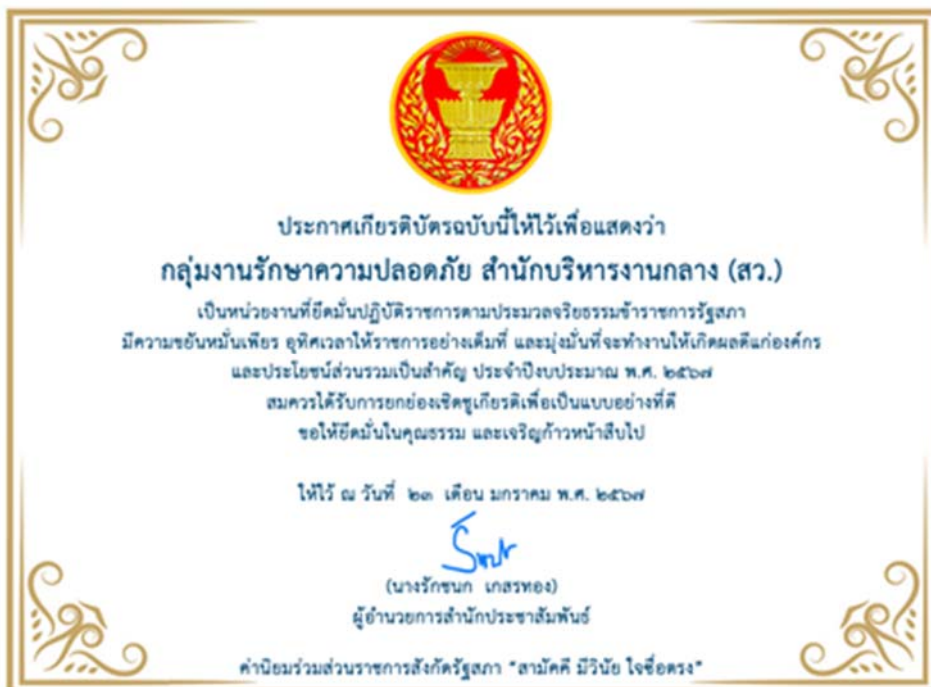 ประกาศเกียรติบัตรฉบับนี้ให้ไว้เพื่อแสดงว่า
กลุ่มงานรักษาความปลอดภัย สำนักบริหารงานกลาง (สว.)
เป็นหน่วยงานที่ยึดมั่นปฏิบัติราชการตามประมวลจริยธรรมข้าราชการรัฐสภา
มีความขยันหมั่นเพียร อุทิศเวลาให้ราชการอย่างเต็มที่ และมุ่งมั่นที่จะทำงานให้เกิดผลดีแก่องค์กร
และประโยชน์ส่วนรวมเป็นสำคัญ ประจำปีงบประมาณ พ.ศ. ๒๕๖๗
สมควรได้รับการยกย่องเชิดชูเกียรติเพื่อเป็นแบบอย่างที่ดี
ขอให้ยึดมั่นในคุณธรรม และเจริญก้าวหน้าสืบไป
ให้ไว้ ณ วันที่ ๒๓ เดือน มกราคม พ.ศ. ๒๕๖๗
(นางรักชนก เกสรทอง)
ผู้อำนวยการสำนักประชาสัมพันธ์
ค่านิยมร่วมส่วนราชการสังกัดรัฐสภา "สามัคคี มีวินัย ใจซื่อตรง"